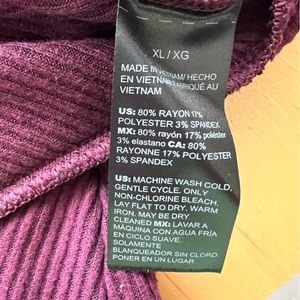 XL / XG
MADE IN VIETNAM/ HECHO
EN VIETNAM/FABRIQUÉ AU
VIETNAM
US: 80% RAYON 17%
POLYESTER 3% SPANDEX
MX: 80% rayón 17% poliéster
3% elastano CA: 80%
RAYONNE 17% POLYESTER
3% SPANDEX
US: MACHINE WASH COLD,
GENTLE CYCLE. ONLY
NON-CHLORINE BLEACH,
LAY FLAT TO DRY, WARM
IRON. MAY BE DRY
CLEANED MX: LAVAR A
MÁQUINA CON AGUA FRÍA
EN CICLO SUAVE.
SOLAMENTE
BLANQUEADOR SIN CLORO.
PONER EN UN LUGAR